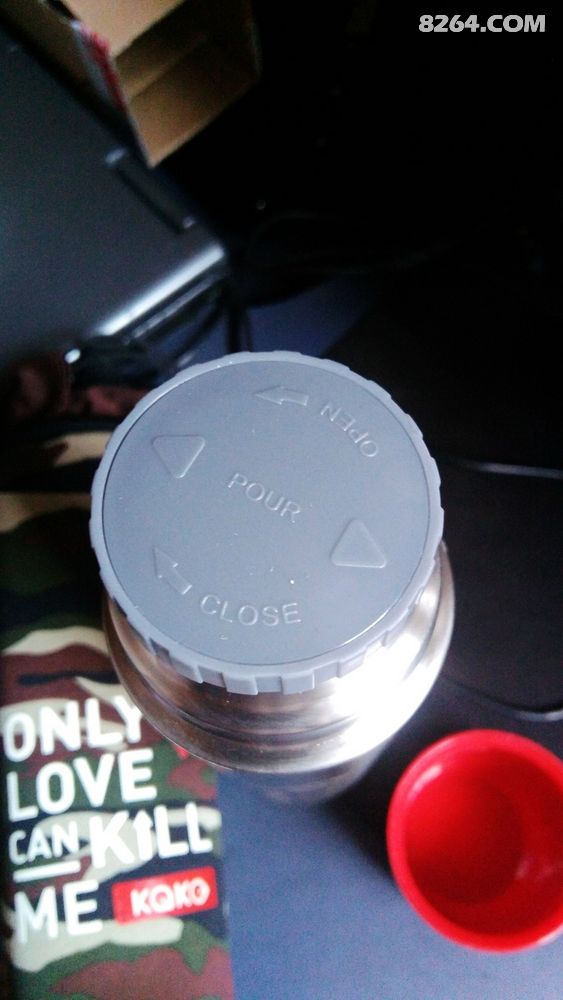 8264.COM
OPEN
POUR
CLOSE
ONLY
LOVE
CAN KILL
ME KQKO